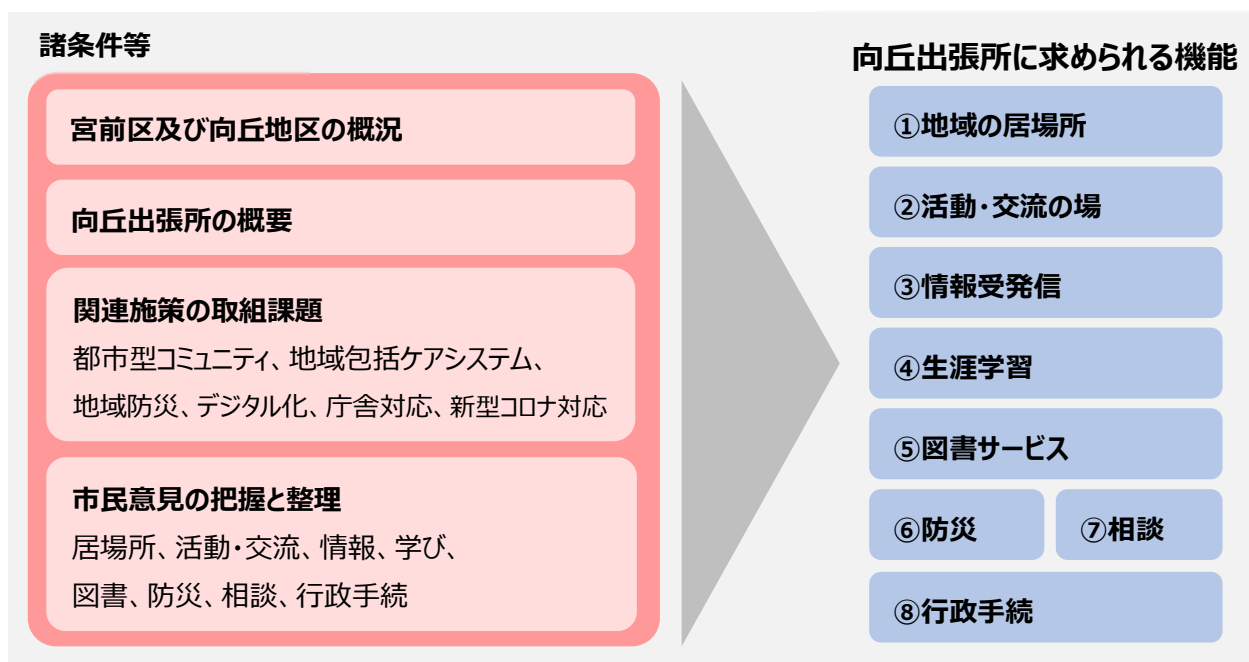 諸条件等
宮前区及び向丘地区の概況
向丘出張所の概要
関連施策の取組課題
都市型コミュニティ、地域包括ケアシステム、
地域防災、デジタル化、庁舎対応、新型コロナ対応
市民意見の把握と整理
居場所、活動・交流、情報、学び、
図書、防災、相談、行政手続
向丘出張所に求められる機能
①地域の居場所
②活動・交流の場
③情報受発信
④生涯学習
⑤図書サービス
⑥防災
⑦相談
⑧行政手続